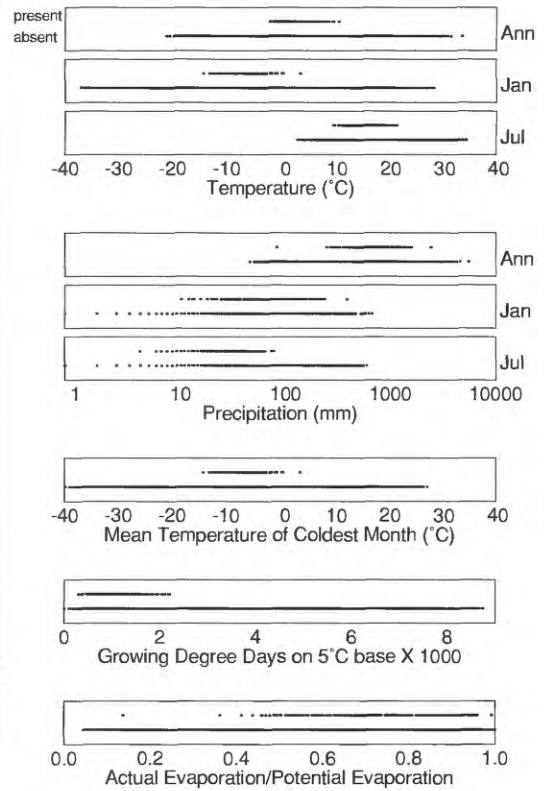 present
absent
Ann
Jan
Jul
-40 -30 -20 -10 0 10 20 30 40
Temperature (˚C)
Ann
Jan
Jul
1 10 100 1000 10000
Precipitation (mm)
-40 -30 -20 -10 0 10 20 30 40
Mean Temperature of Coldest Month (˚C)
0 2 4 6 8
Growing Degree Days on 5˚C base X 1000
0.0 0.2 0.4 0.6 0.8 1.0
Actual Evaporation/Potential Evaporation